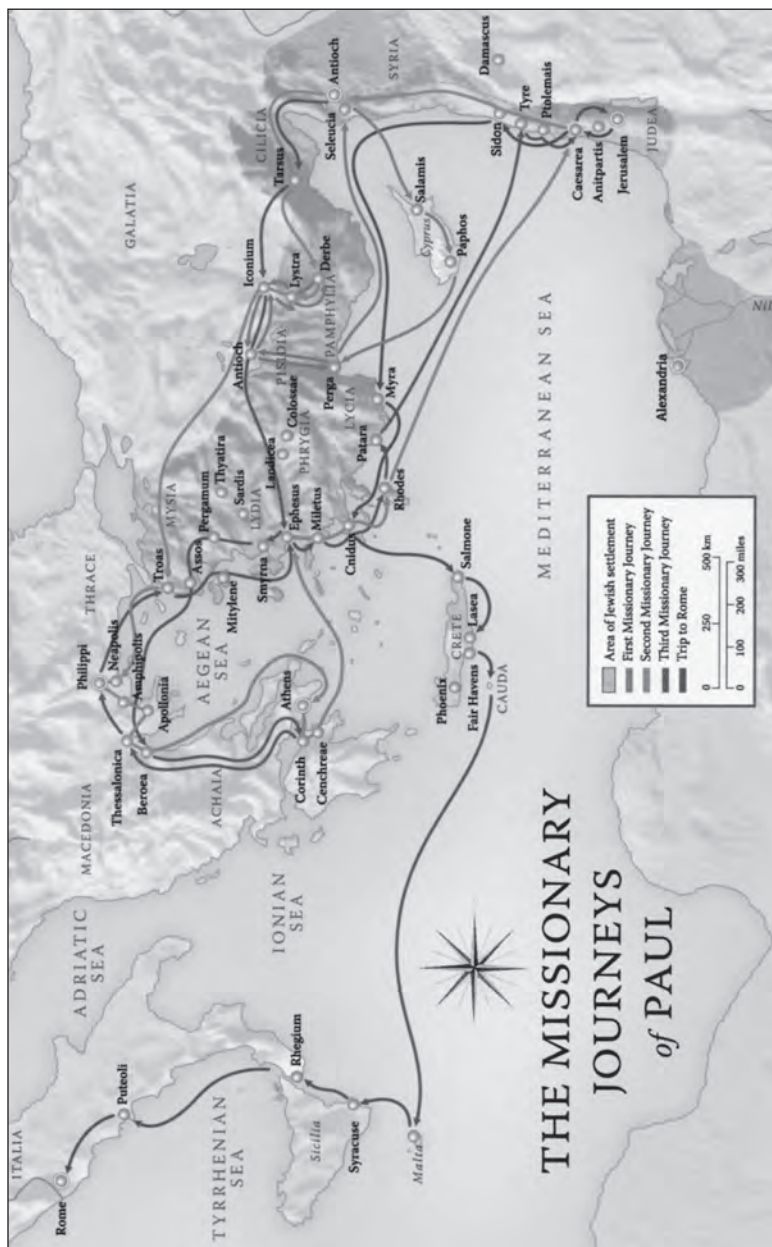 ITALIA
Rome
Puteoli
TYRRHENIAN
SEA
Rhegium
Sicilia
Syracuse
Malta
ADRIATIC
SEA
IONIAN
SEA
MACEDONIA
Thessalonica
Beroea
ACHAIA
Philippi
Neapolis
Amphipolis
Apollonia
THRACE
AEGEAN
SEA
Athens
Corinth
Cenchreae
Troas
Assos
Mitylene
MYSIA
Pergamum
Thyatira
Sardis
Smyrna
LYDIA
Ephesus
Miletus
Laodicea
Colossae
PHRYGIA
Cnidus
Rhodes
Patara
LYCIA
Myra
Antioch
PISIDIA
Perga
PAMPHYLIA
GALATIA
Iconium
Lystra
Derbe
CILICIA
Tarsus
Antioch
Seleucia
SYRIA
Salamis
Cyprus
Paphos
Damascus
Sidon
Tyre
Ptolemais
Caesarea
Anitpartis
Jerusalem
JUDEA
Phoenix
CRETE
Fair Havens
Lasea
Salmone
CAUDA
MEDITERRANEAN SEA
Alexandria
Nil
THE MISSIONARY
JOURNEYS
of PAUL
Area of Jewish settlement
First Missionary Journey
Second Missionary Journey
Third Missionary Journey
Trip to Rome
0 250 500 km
0 100 200 300 miles